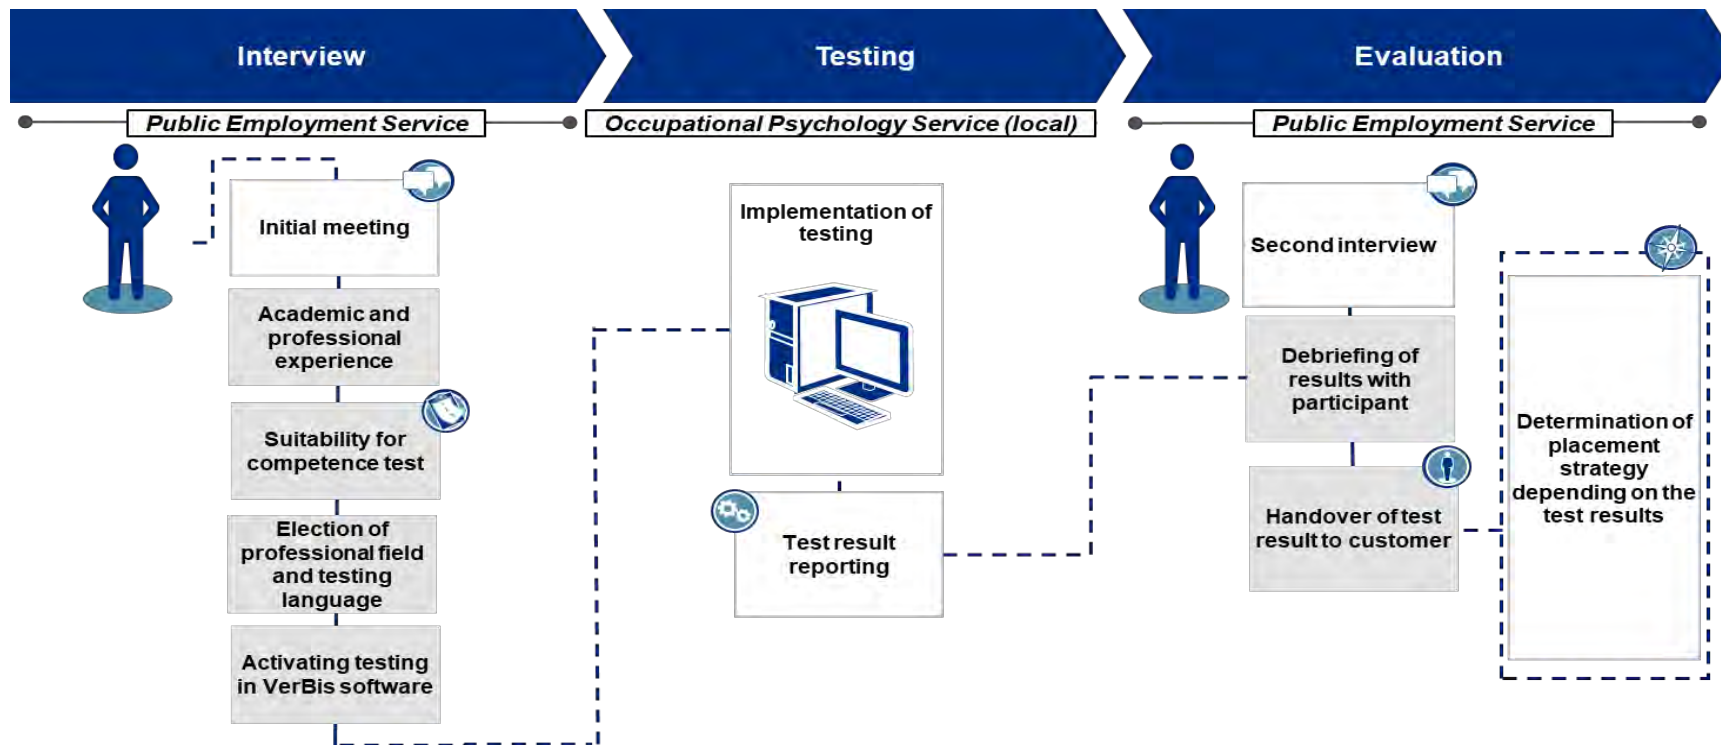 Interview
Testing
Evaluation
Public Employment Service
Occupational Psychology Service (local)
Public Employment Service
Initial meeting
Academic and
professional
experience
Suitability for
competence test
Election of
professional field
and testing
language
Activating testing
in VerBis software
Implementation of
testing
Test result
reporting
Second interview
Debriefing of
results with
participant
Handover of test
result to customer
Determination of
placement
strategy
depending on the
test results